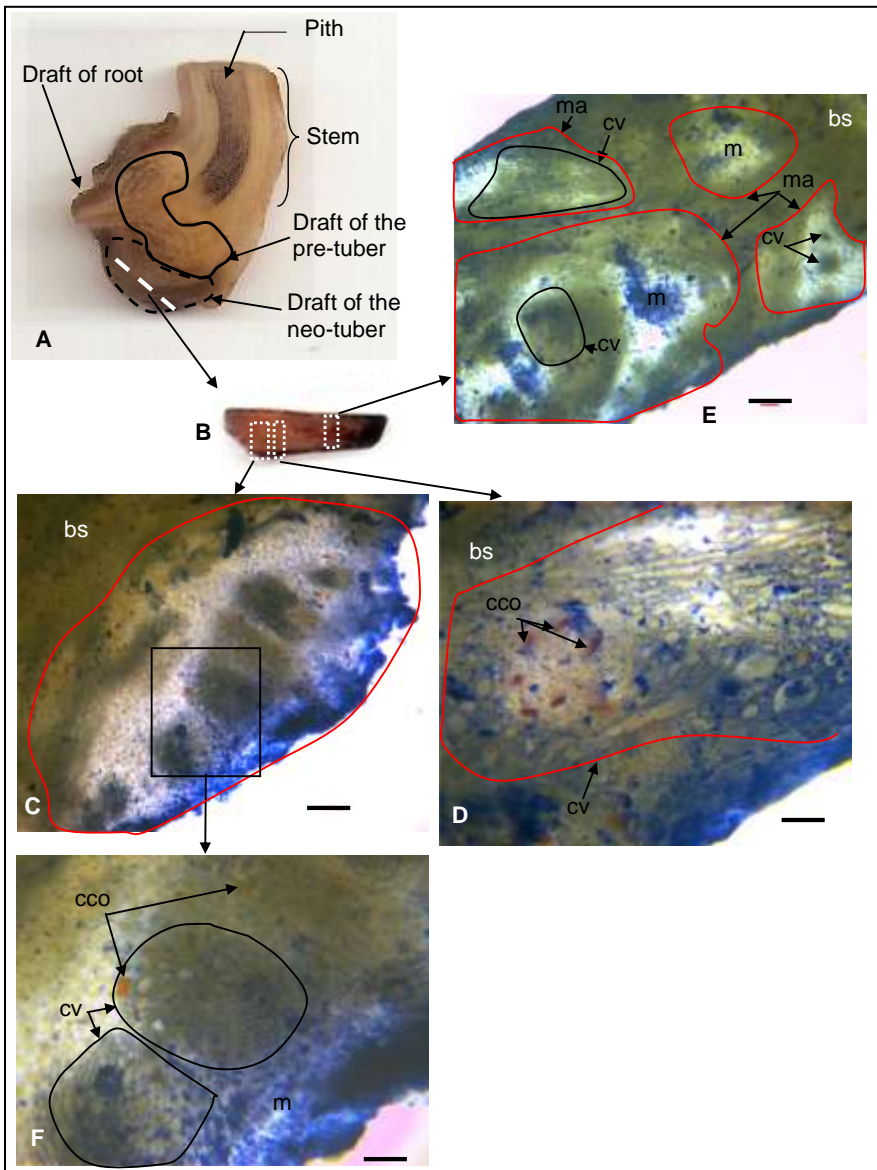 Pith
Draft of root
Stem
Draft of the
pre-tuber
Draft of the
neo-tuber
A
ma
cv
bs
m
ma
cv
m
cv
E
B
bs
C
bs
cco
cv
D
cco
cv
m
F